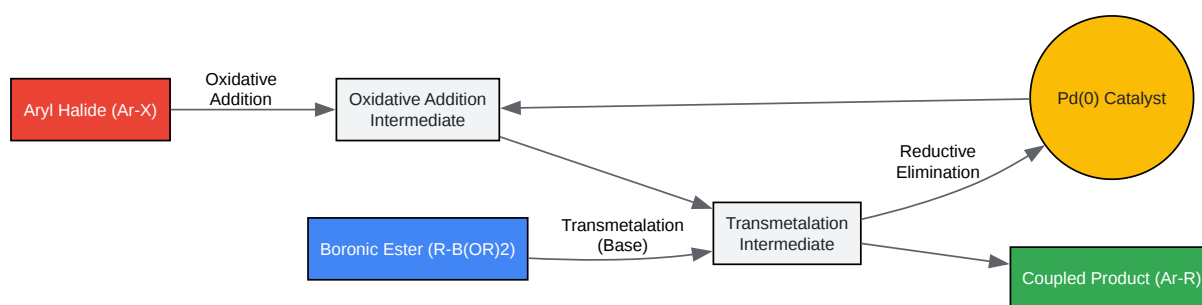 Oxidative
Addition
Aryl Halide (Ar-X)
Oxidative Addition
Intermediate
Pd(0) Catalyst
Reductive
Elimination
Boronic Ester (R-B(OR)2)
Transmetalation
(Base)
Transmetalation
Intermediate
Coupled Product (Ar-R)